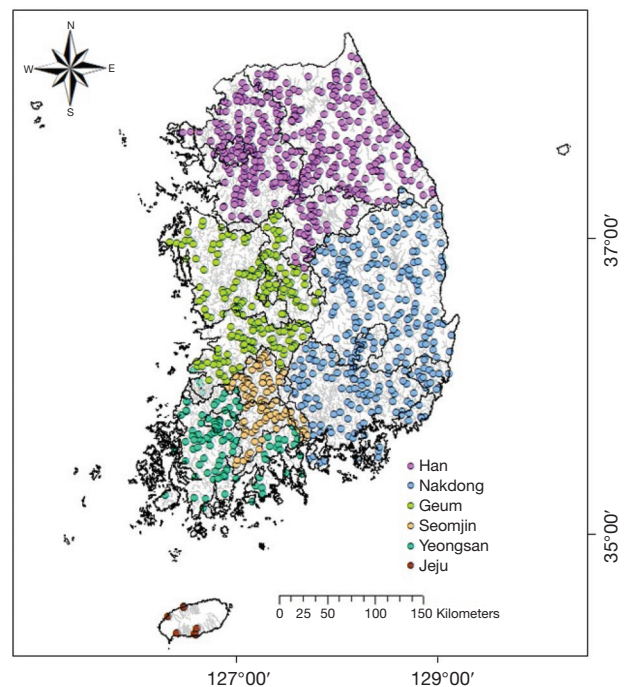 N
W E
S
37°00′
Han
Nakdong
Geum
Seomjin
Yeongsan
Jeju
35°00′
0 25 50 100 150 Kilometers
127°00′ 129°00′